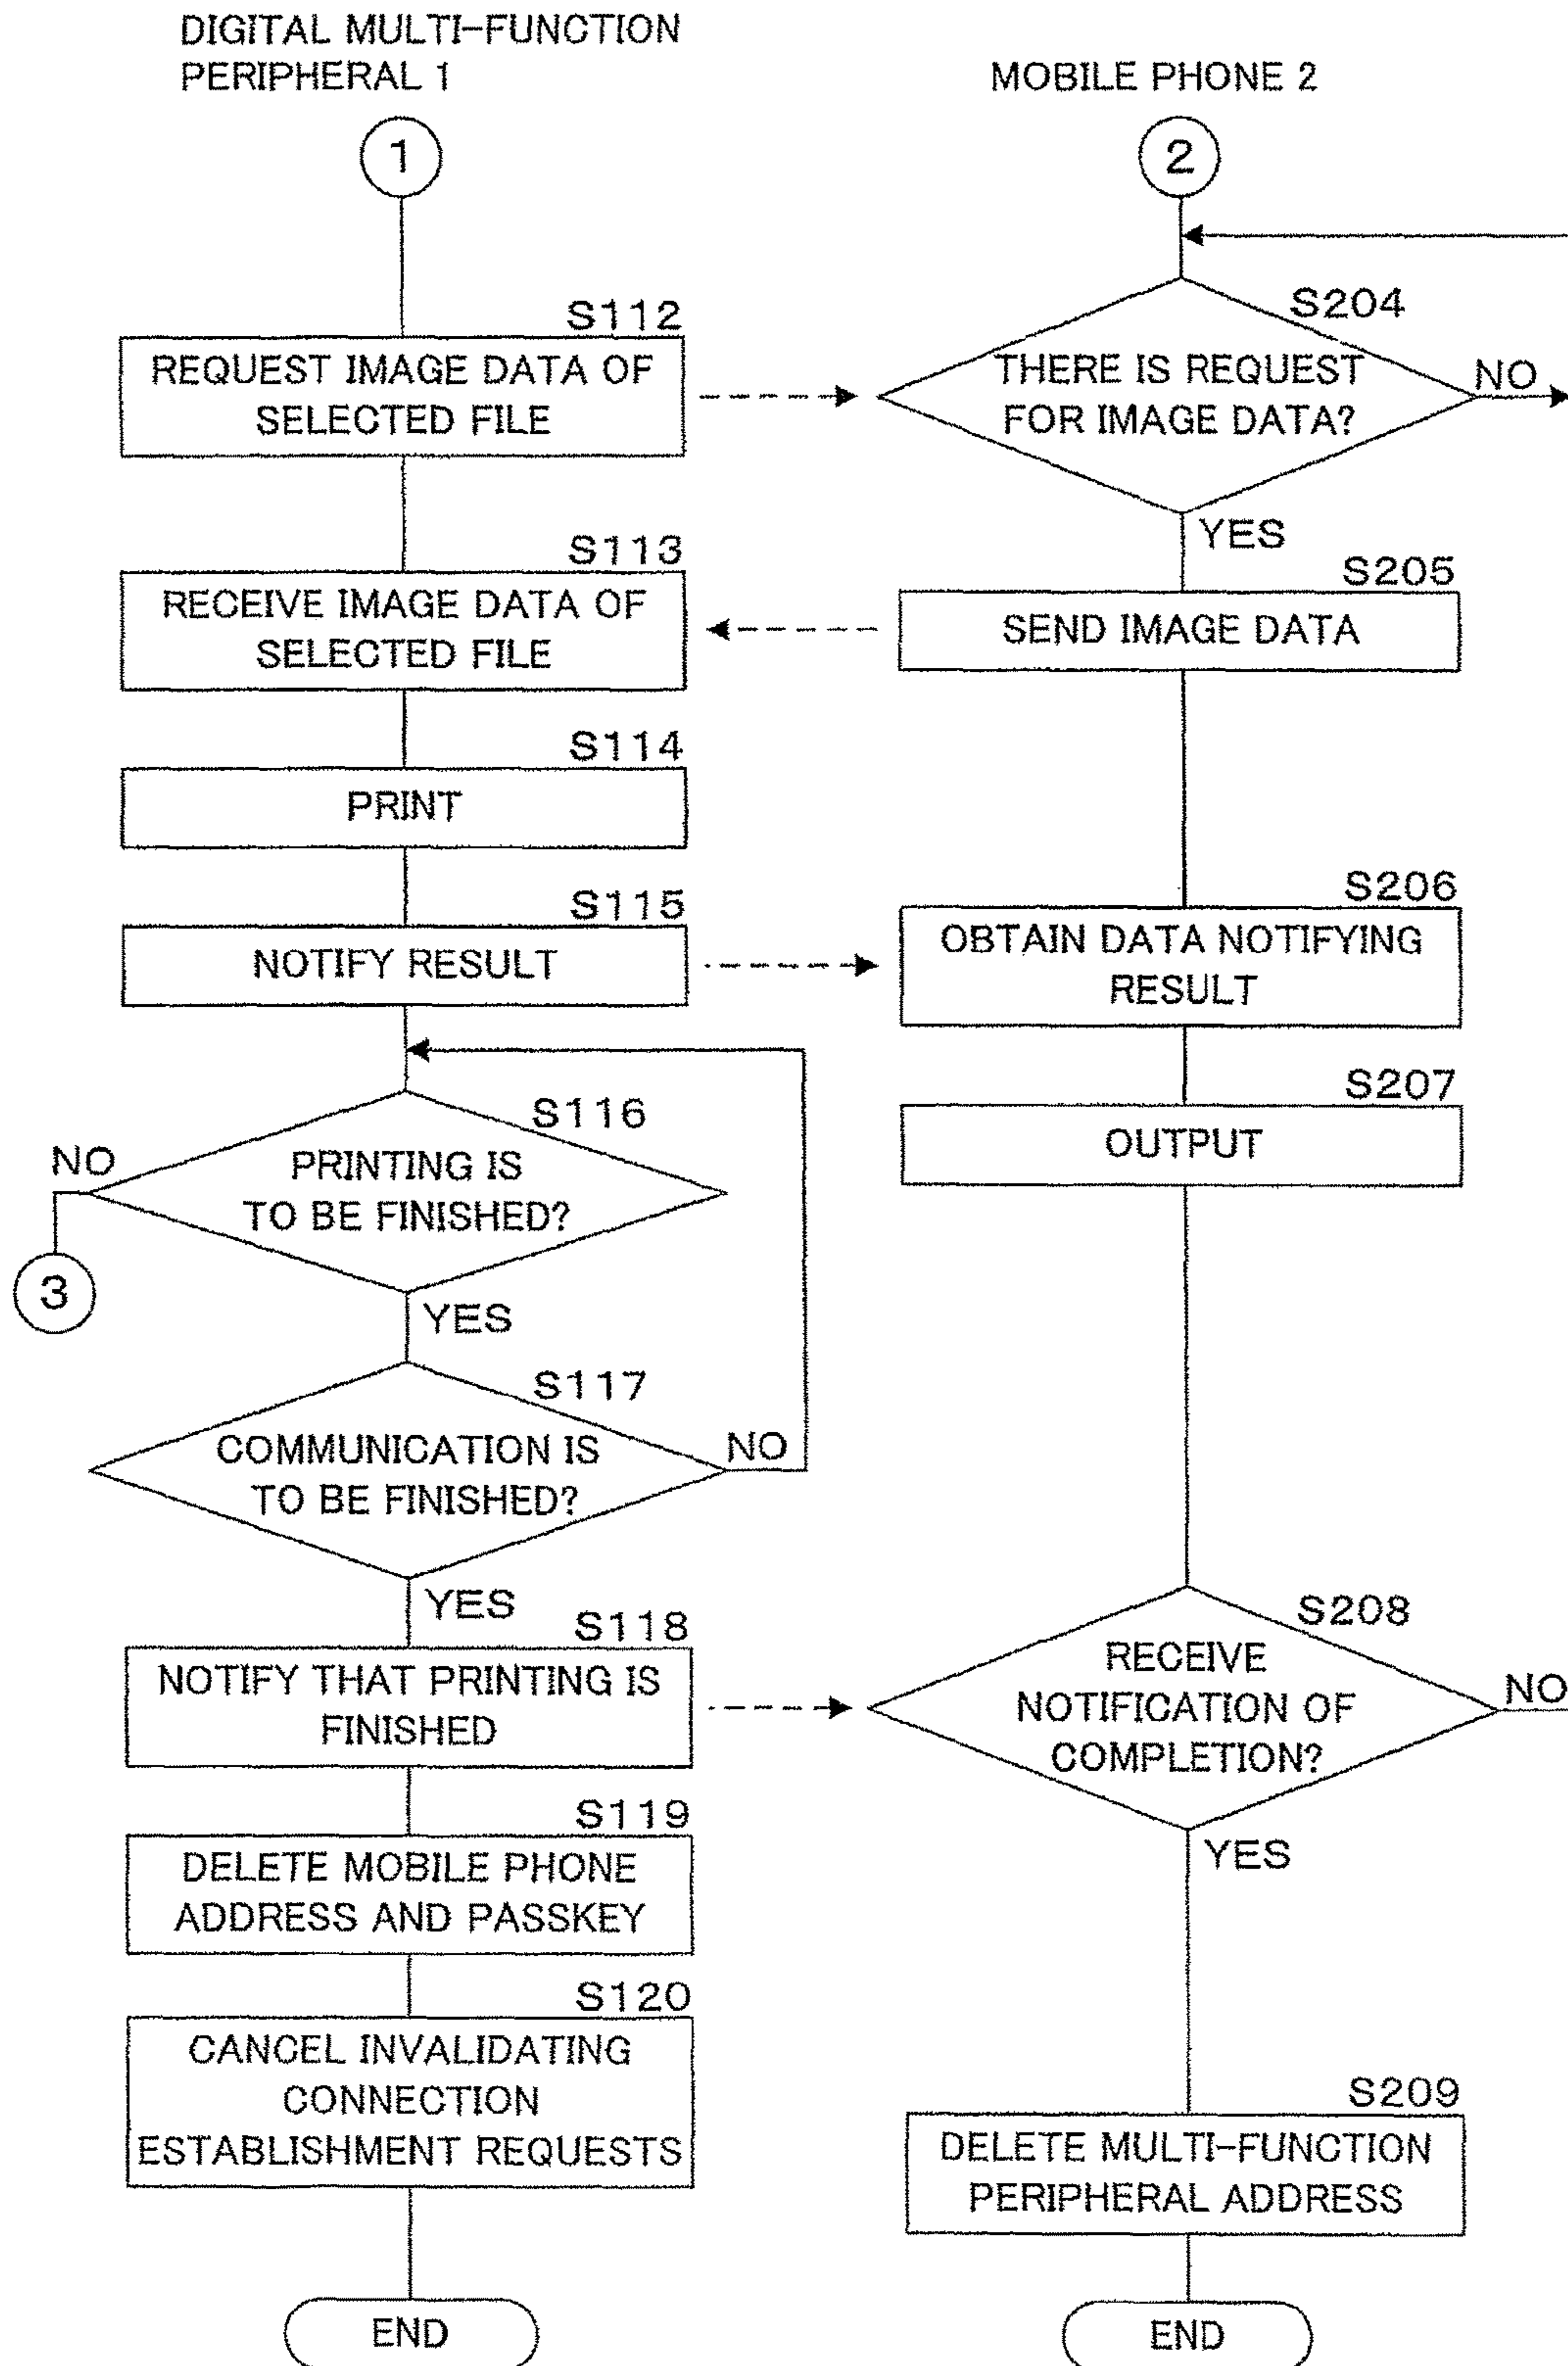 DIGITAL MULTI-FUNCTION
PERIPHERAL 1
1
S112
REQUEST IMAGE DATA OF
SELECTED FILE
S113
RECEIVE IMAGE DATA OF
SELECTED FILE
S114
PRINT
S115
NOTIFY RESULT
S116
PRINTING IS
TO BE FINISHED?
NO
3
YES
S117
COMMUNICATION IS
TO BE FINISHED?
NO
YES
S118
NOTIFY THAT PRINTING IS
FINISHED
S119
DELETE MOBILE PHONE
ADDRESS AND PASSKEY
S120
CANCEL INVALIDATING
CONNECTION
ESTABLISHMENT REQUESTS
END
MOBILE PHONE 2
2
S204
THERE IS REQUEST
FOR IMAGE DATA?
NO
YES
S205
SEND IMAGE DATA
S206
OBTAIN DATA NOTIFYING
RESULT
S207
OUTPUT
S208
RECEIVE
NOTIFICATION OF
COMPLETION?
NO
YES
S209
DELETE MULTI-FUNCTION
PERIPHERAL ADDRESS
END